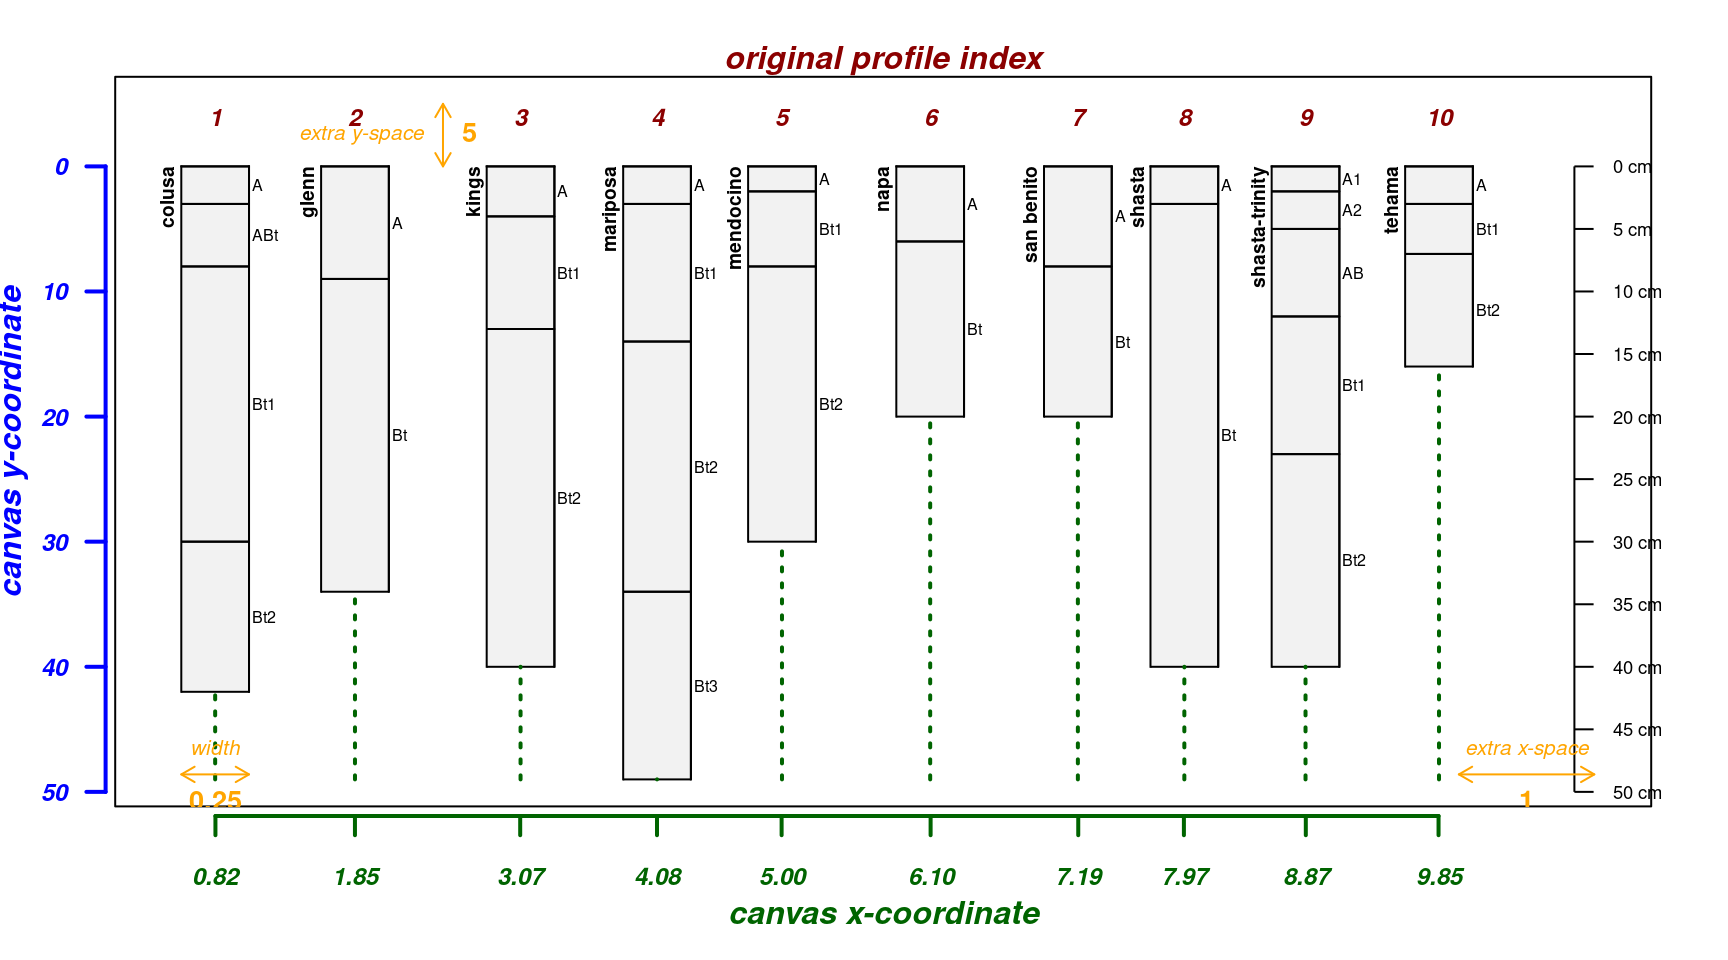 original profile index
1 2 3 4 5 6 7 8 9 10
extra y-space 5
canvas y-coordinate
0
10
20
30
40
50
colusa
A
ABt
Bt1
Bt2
glenn
A
Bt
kings
A
Bt1
Bt2
mariposa
A
Bt1
Bt2
Bt3
mendocino
A
Bt1
Bt2
napa
A
Bt
san benito
A
Bt
shasta
A
Bt
shasta-trinity
A1
A2
AB
Bt1
Bt2
tehama
A
Bt1
Bt2
0 cm
5 cm
10 cm
15 cm
20 cm
25 cm
30 cm
35 cm
40 cm
45 cm
50 cm
width
0.25
extra x-space
1
0.82 1.85 3.07 4.08 5.00 6.10 7.19 7.97 8.87 9.85
canvas x-coordinate